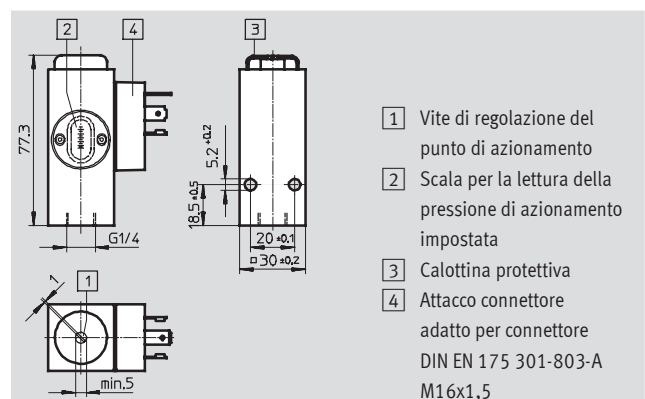 2
4
3
77.3
G1/4
5.2 ±0.2
18.5 ±0.5
20 ±0.1
□30 ±0.2
1
1
min.5
1 Vite di regolazione del
punto di azionamento
2 Scala per la lettura della
pressione di azionamento
impostata
3 Calottina protettiva
4 Attacco connettore
adatto per connettore
DIN EN 175 301-803-A
M16x1,5